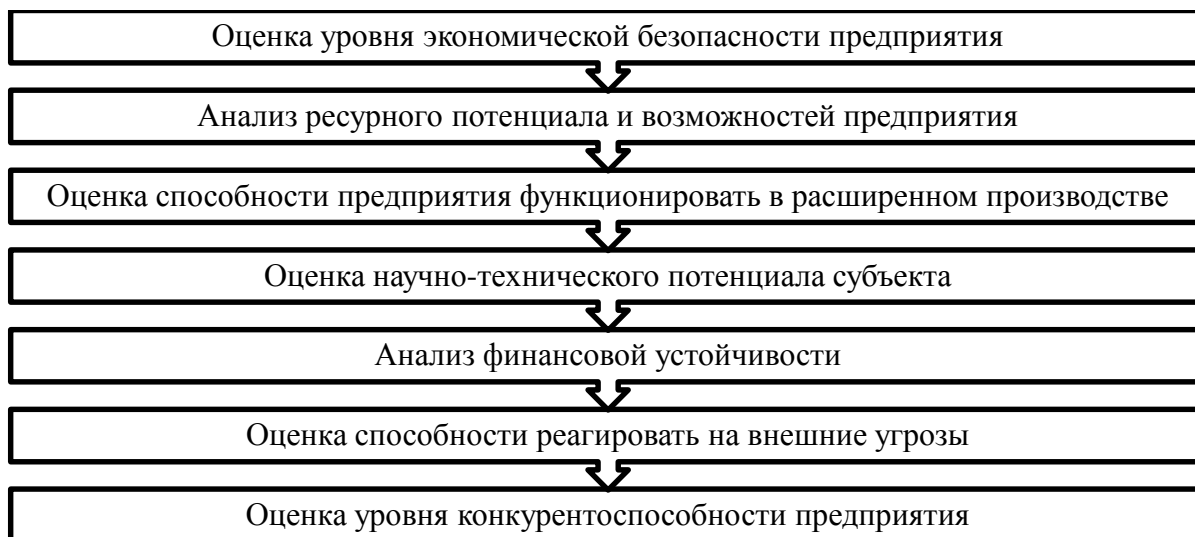 Оценка уровня экономической безопасности предприятия
Анализ ресурного потенциала и возможностей предприятия
Оценка способности предприятия функционировать в расширенном производстве
Оценка научно-технического потенциала субъекта
Анализ финансовой устойчивости
Оценка способности реагировать на внешние угрозы
Оценка уровня конкурентоспособности предприятия